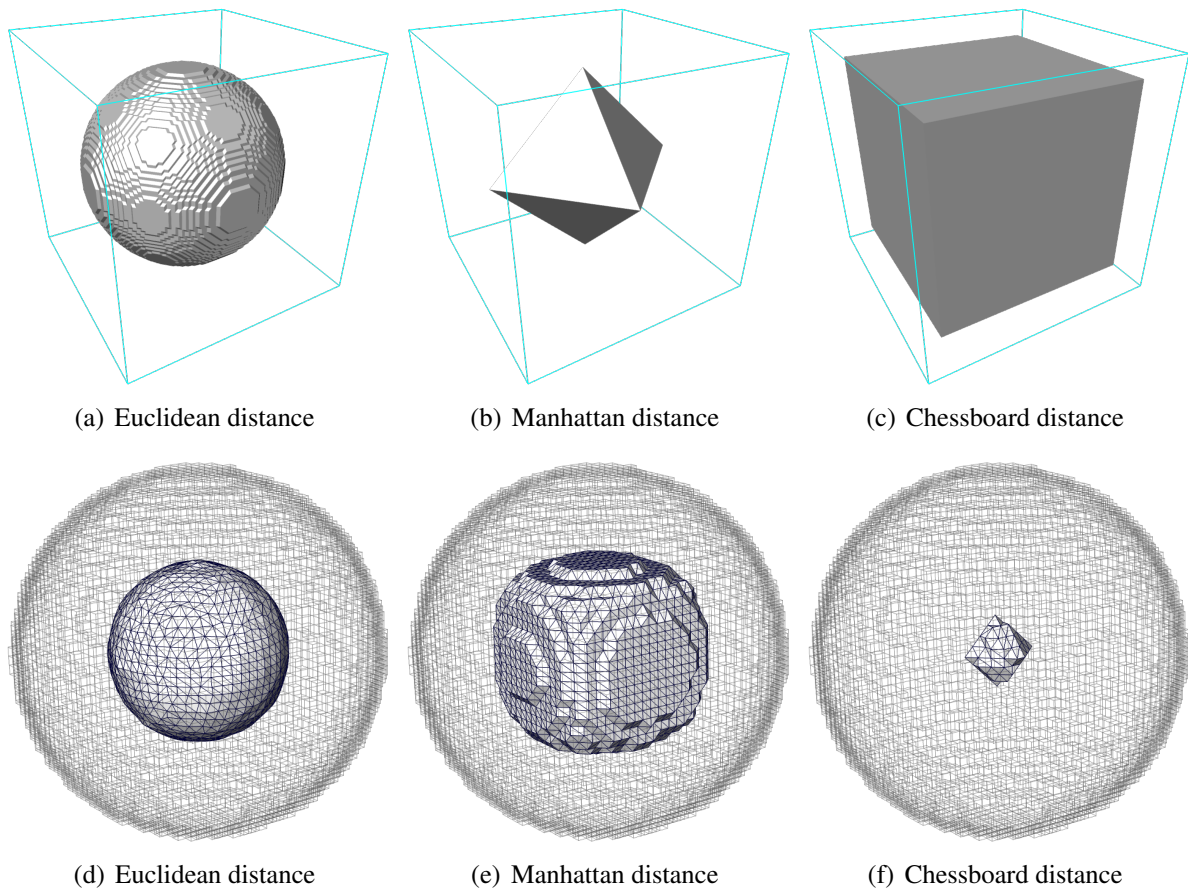 (a) Euclidean distance
(b) Manhattan distance
(c) Chessboard distance
(d) Euclidean distance
(e) Manhattan distance
(f) Chessboard distance